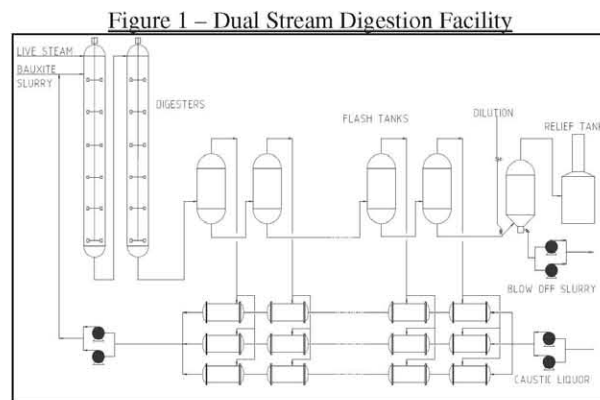 Figure 1 – Dual Stream Digestion Facility
LIVE STEAM
BAUXITE
SLURRY
DIGESTERS
FLASH TANKS
DILUTION
RELIEF TANK
BLOW OFF SLURRY
CAUSTIC LIQUOR